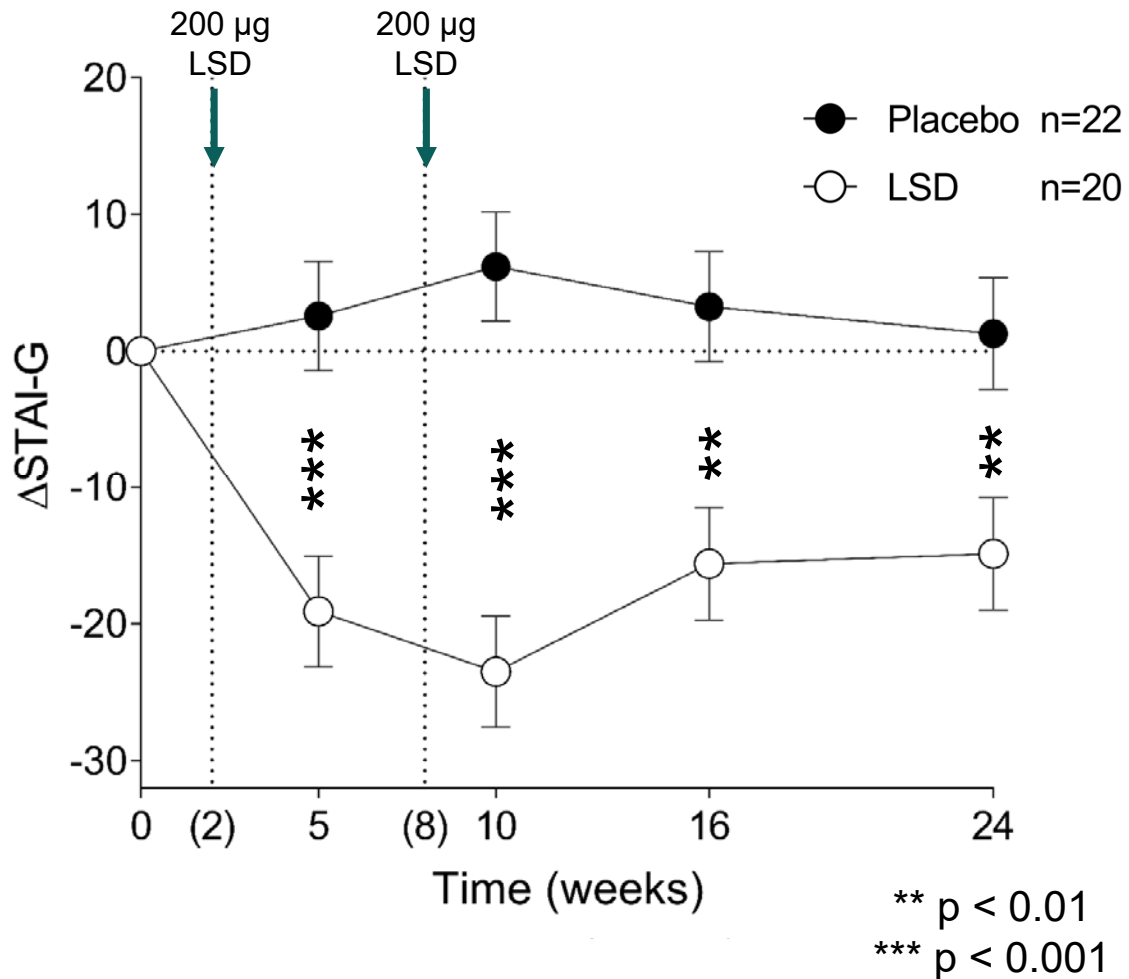 200 µg 200 µg
LSD LSD
20
10
0
-10
-20
-30
ΔSTAI-G
Placebo n=22
LSD n=20
***
***
**
**
0 (2) 5 (8) 10 16 24
Time (weeks)
** p < 0.01
*** p < 0.001